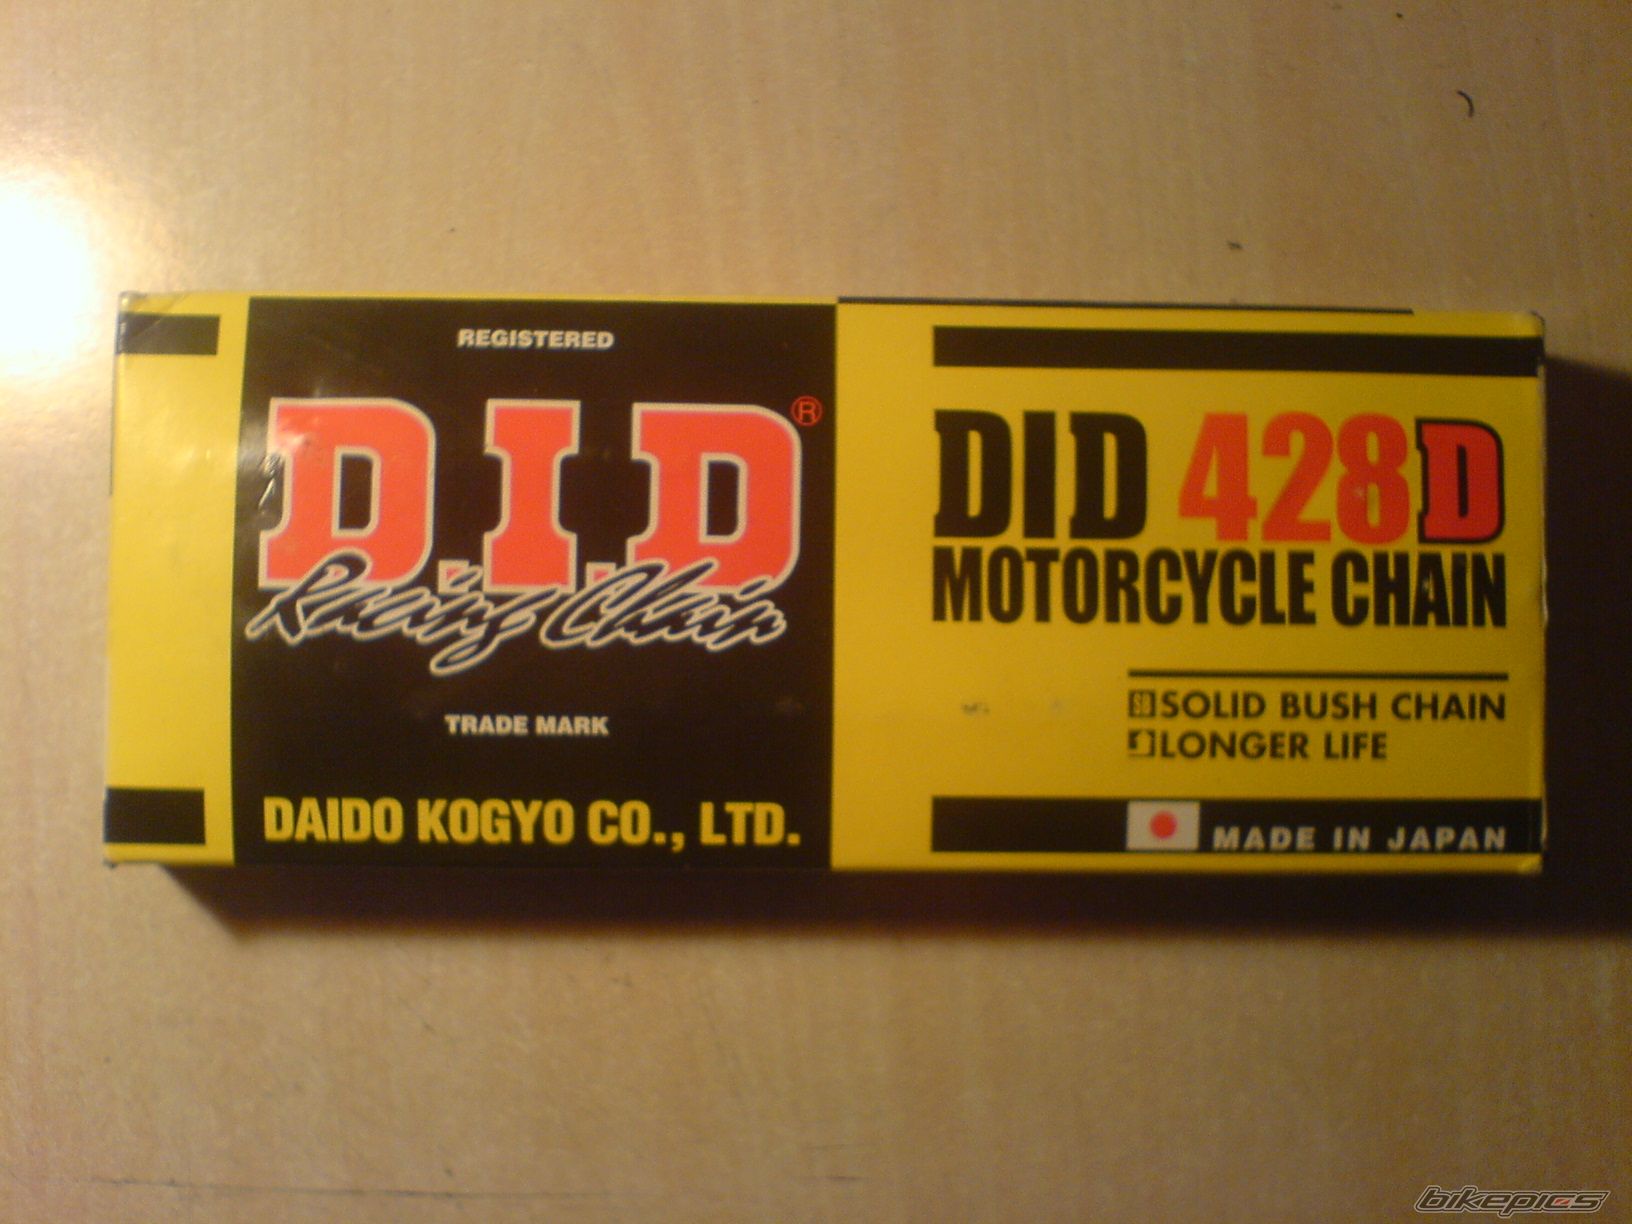 REGISTERED
D.I.D®
Racing Chain
TRADE MARK
DAIDO KOGYO CO., LTD.
DID 428D
MOTORCYCLE CHAIN
SB SOLID BUSH CHAIN
LONGER LIFE
MADE IN JAPAN
bikepics